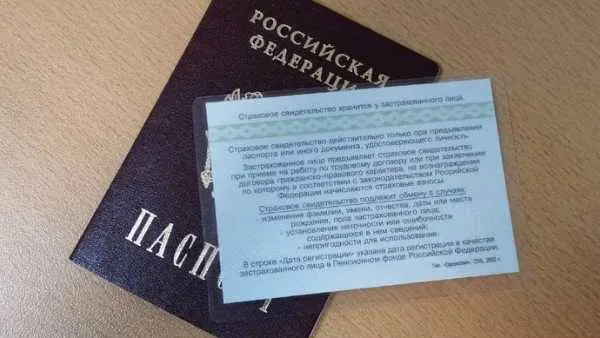 РОССИЙСКАЯ
ФЕДЕРАЦИЯ
ПАСПОРТ
Страховое свидетельство хранится у застрахованного лица.
Страховое свидетельство действительно только при предъявлении
паспорта или иного документа, удостоверяющего личность.
Застрахованное лицо предъявляет страховое свидетельство
при приеме на работу по трудовому договору или при заключении
договора гражданско-правового характера, на вознаграждения
по которому в соответствии с законодательством Российской
Федерации начисляются страховые взносы.
Страховое свидетельство подлежит обмену в случаях:
- изменения фамилии, имени, отчества, даты или места
рождения, пола застрахованного лица;
- установления неточности или ошибочности
содержащихся в нем сведений;
- непригодности для использования.
В строке «Дата регистрации» указана дата регистрации в качестве
застрахованного лица в Пенсионном фонде Российской Федерации.